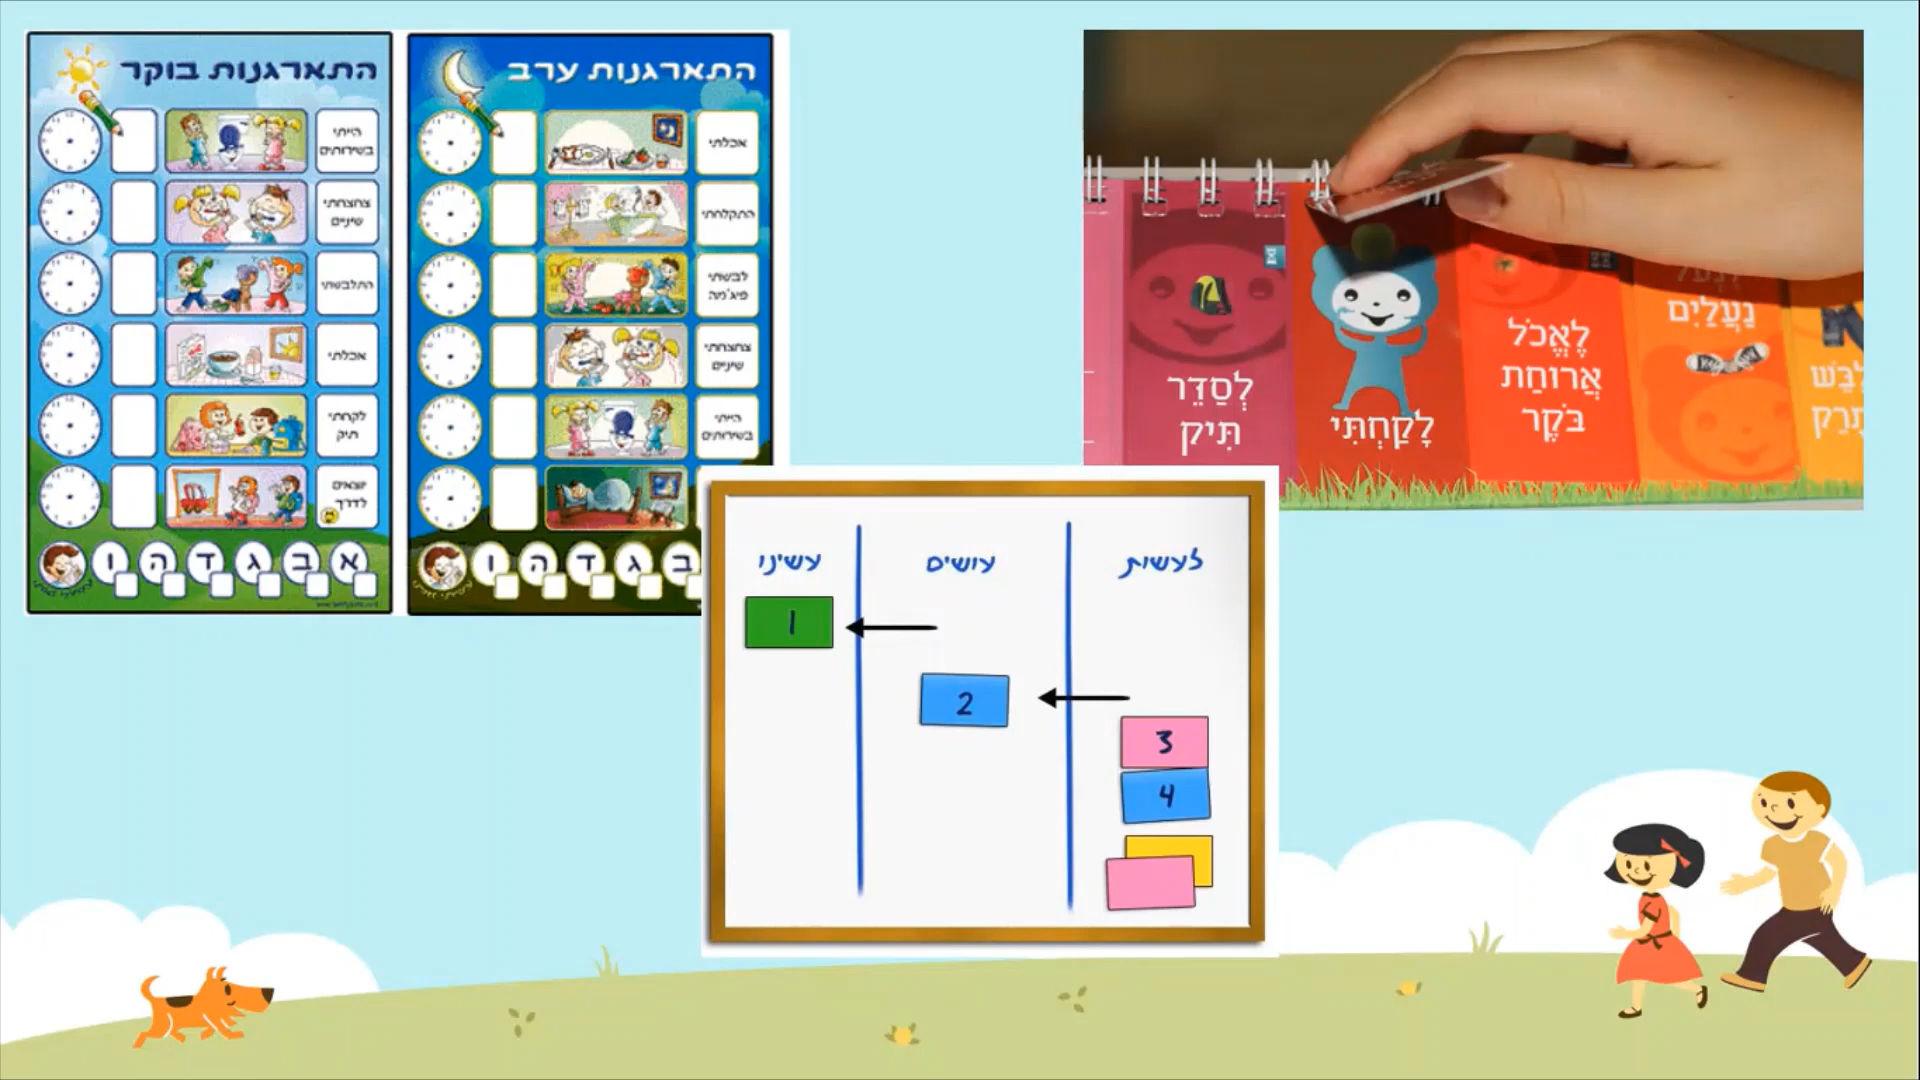 התארגנות בוקר
הייתי
בשירותים
צחצחתי
שיניים
התלבשתי
אכלתי
לקחתי
תיק
יוצאים
לדרך
א ב ג ד ה ו
התארגנות ערב
אכלתי
התקלחתי
לבשתי
פיג'מה
צחצחתי
שיניים
הייתי
בשירותים
ב ג ד ה ו
לְסַדֵּר
תִּיק
לָקַחְתִּי
לֶאֱכֹל
אֲרוּחַת
בֹּקֶר
נַעֲלַיִם
לעשות
עושים
עשינו
1
2
3
4